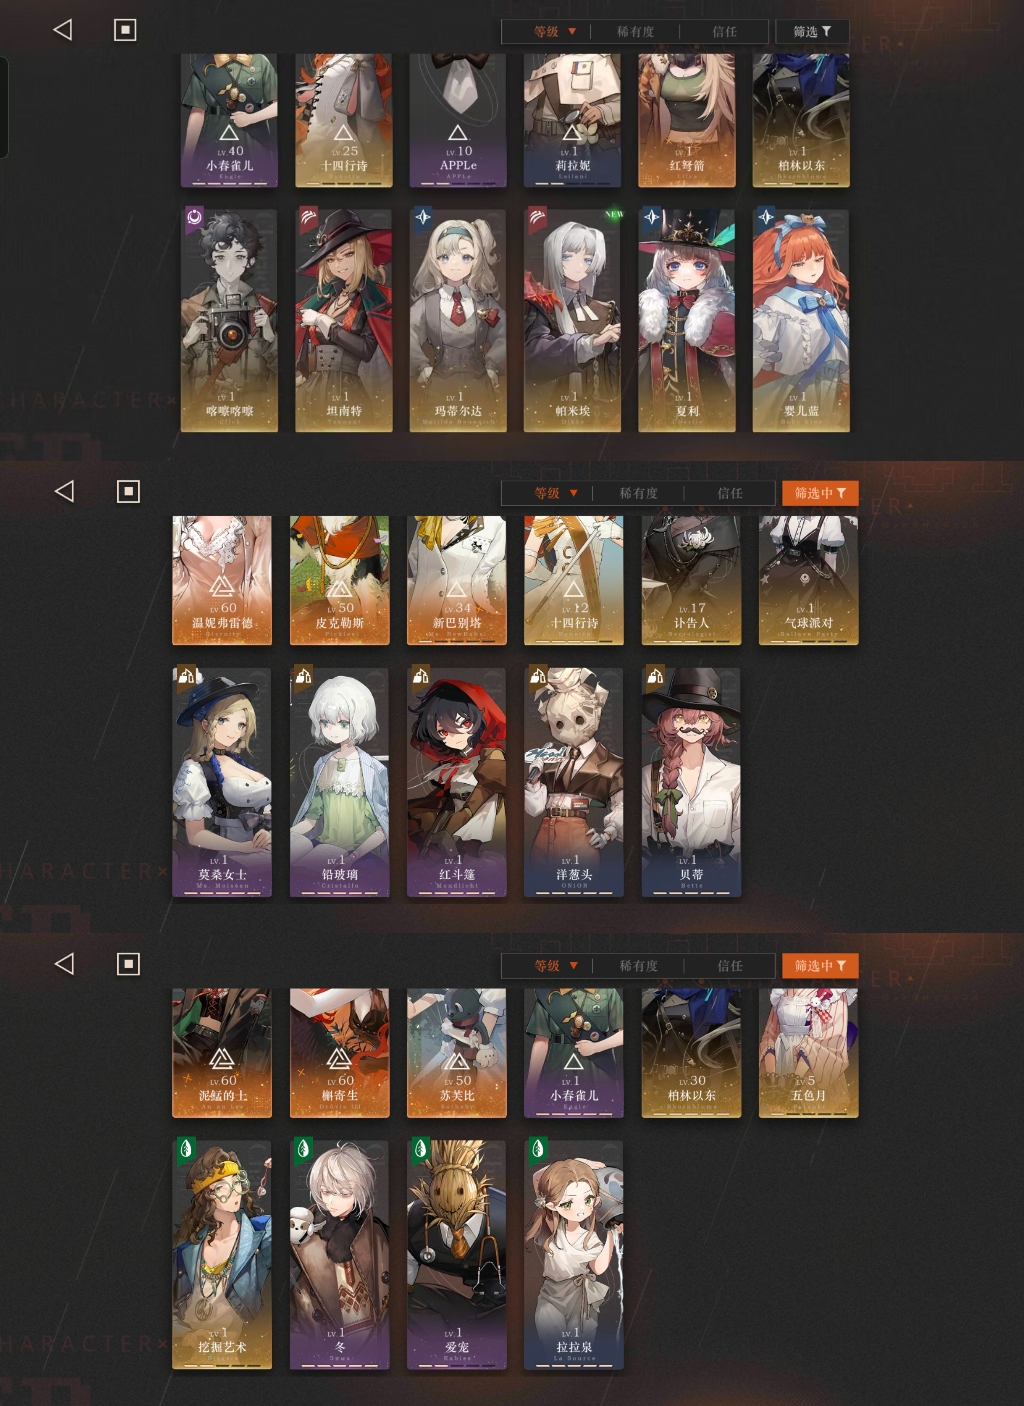 等级 稀有度 信任 筛选
LV.40 LV.25 LV.10 LV.1 LV.1 LV.1
小春雀儿 十四行诗 APPLe 莉拉妮 红弩箭 柏林以东
NEW
LV.1 LV.1 LV.1 LV.1 LV.1 LV.1
喀嚓喀嚓 坦南特 玛蒂尔达 帕米埃 夏利 婴儿蓝
CHARACTER
等级 稀有度 信任 筛选中
LV.60 LV.50 LV.34 LV.12 LV.17 LV.1
温妮弗雷德 皮克勒斯 新巴别塔 十四行诗 讣告人 气球派对
LV.1 LV.1 LV.1 LV.1 LV.1
莫桑女士 铅玻璃 红斗篷 洋葱头 贝蒂
HARACTER
等级 稀有度 信任 筛选中
LV.60 LV.60 LV.50 LV.1 LV.30 LV.5
泥鯭的士 槲寄生 苏芙比 小春雀儿 柏林以东 五色月
LV.1 LV.1 LV.1 LV.1
挖掘艺术 冬 爱宠 拉拉泉
La Source
HARACTER